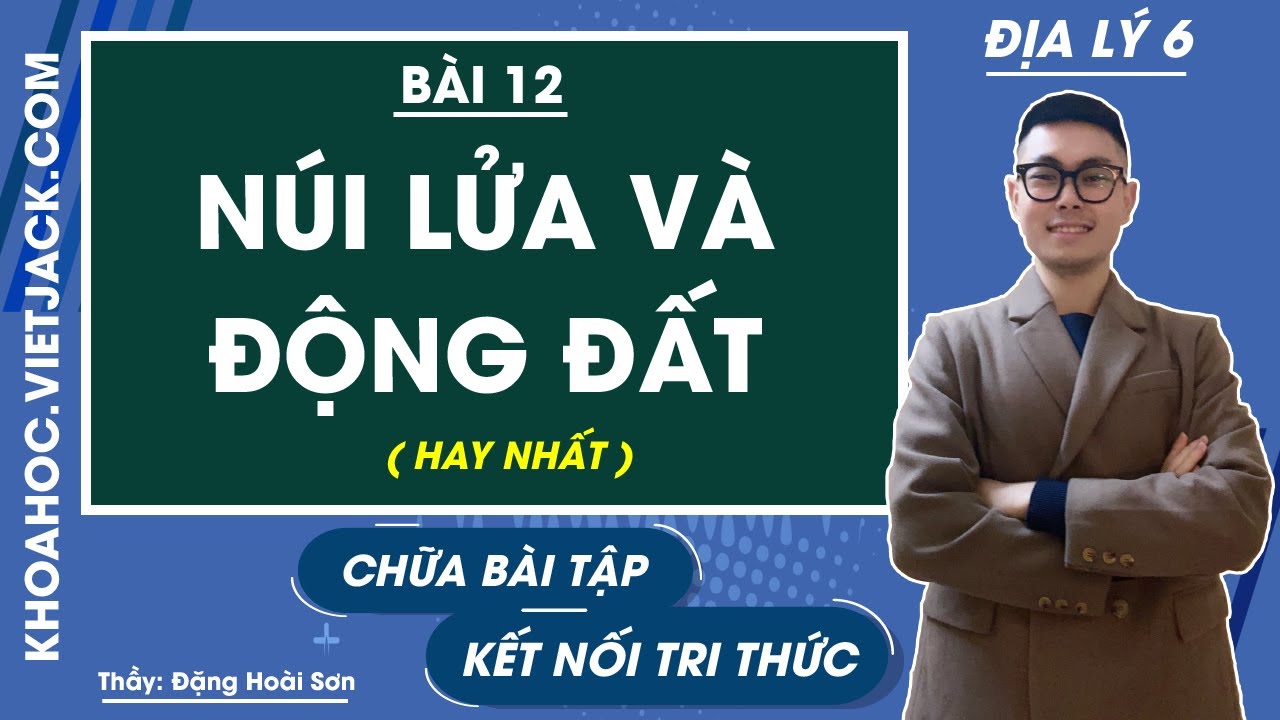 ĐỊA LÝ 6
BÀI 12
NÚI LỬA VÀ
ĐỘNG ĐẤT
( HAY NHẤT )
CHỮA BÀI TẬP
KẾT NỐI TRI THỨC
Thầy: Đặng Hoài Sơn
KHOAHOC.VIETJACK.COM